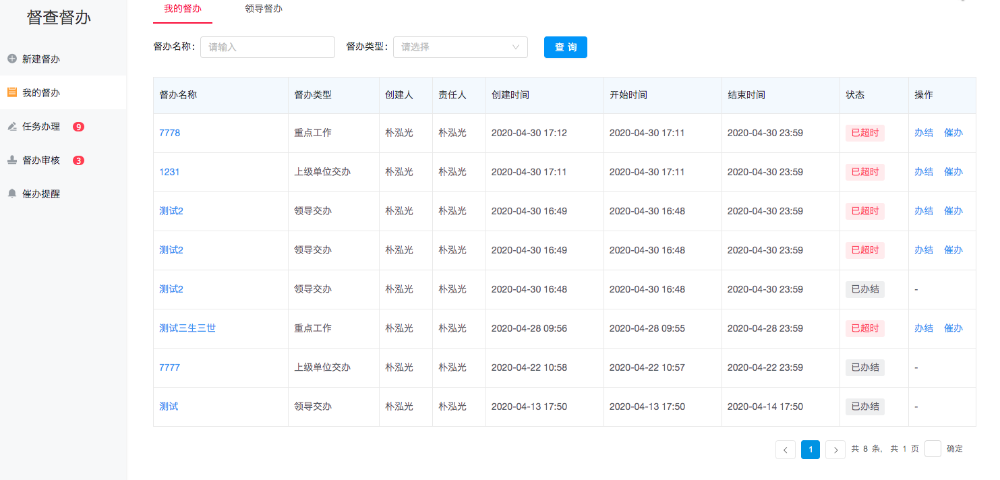 督查督办
新建督办
我的督办
任务办理 9
督办审核 3
催办提醒
我的督办 领导督办
督办名称： 请输入 督办类型： 请选择 查 询
督办名称 督办类型 创建人 责任人 创建时间 开始时间 结束时间 状态 操作
7778 重点工作 朴泓光 朴泓光 2020-04-30 17:12 2020-04-30 17:11 2020-04-30 23:59 已超时 办结 催办
1231 上级单位交办 朴泓光 朴泓光 2020-04-30 17:11 2020-04-30 17:11 2020-04-30 23:59 已超时 办结 催办
测试2 领导交办 朴泓光 朴泓光 2020-04-30 16:49 2020-04-30 16:48 2020-04-30 23:59 已超时 办结 催办
测试2 领导交办 朴泓光 朴泓光 2020-04-30 16:49 2020-04-30 16:48 2020-04-30 23:59 已超时 办结 催办
测试2 领导交办 朴泓光 朴泓光 2020-04-30 16:48 2020-04-30 16:48 2020-04-30 23:59 已办结 -
测试三生三世 重点工作 朴泓光 朴泓光 2020-04-28 09:56 2020-04-28 09:55 2020-04-28 23:59 已超时 办结 催办
7777 上级单位交办 朴泓光 朴泓光 2020-04-22 10:58 2020-04-22 10:57 2020-04-22 23:59 已办结 -
测试 领导交办 朴泓光 朴泓光 2020-04-13 17:50 2020-04-13 17:50 2020-04-14 17:50 已办结 -
1 共 8 条, 共 1 页 确定